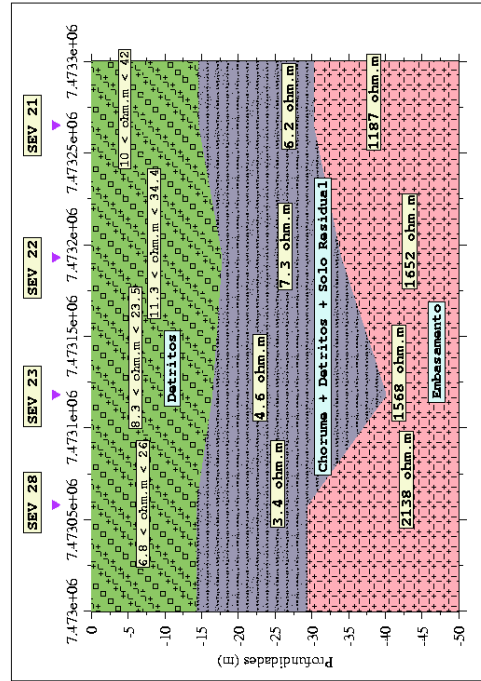 SEV 28
SEV 23
SEV 22
SEV 21
7.473e+06
7.47305e+06
7.4731e+06
7.47315e+06
7.4732e+06
7.47325e+06
7.4733e+06
0
-5
-10
-15
-20
-25
-30
-35
-40
-45
-50
Profundidades (m)
6.8 < ohm.m < 26
8.3 < ohm.m < 23.5
11.3 < ohm.m < 34.4
10 < ohm.m < 42
Detritos
3.4 ohm.m
4.6 ohm.m
7.3 ohm.m
6.2 ohm.m
Chorume + Detritos + Solo Residual
2138 ohm.m
1568 ohm.m
1652 ohm.m
1187 ohm.m
Embasamento